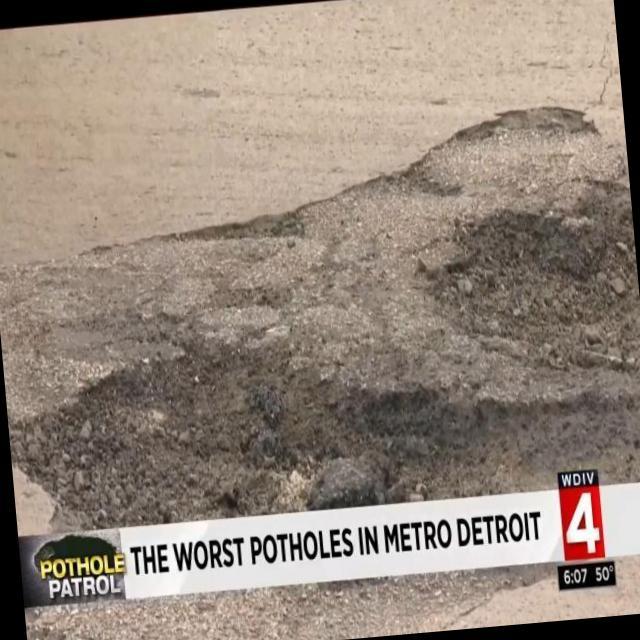 WDIV
4
POTHOLE
PATROL
THE WORST POTHOLES IN METRO DETROIT
6:07 50°